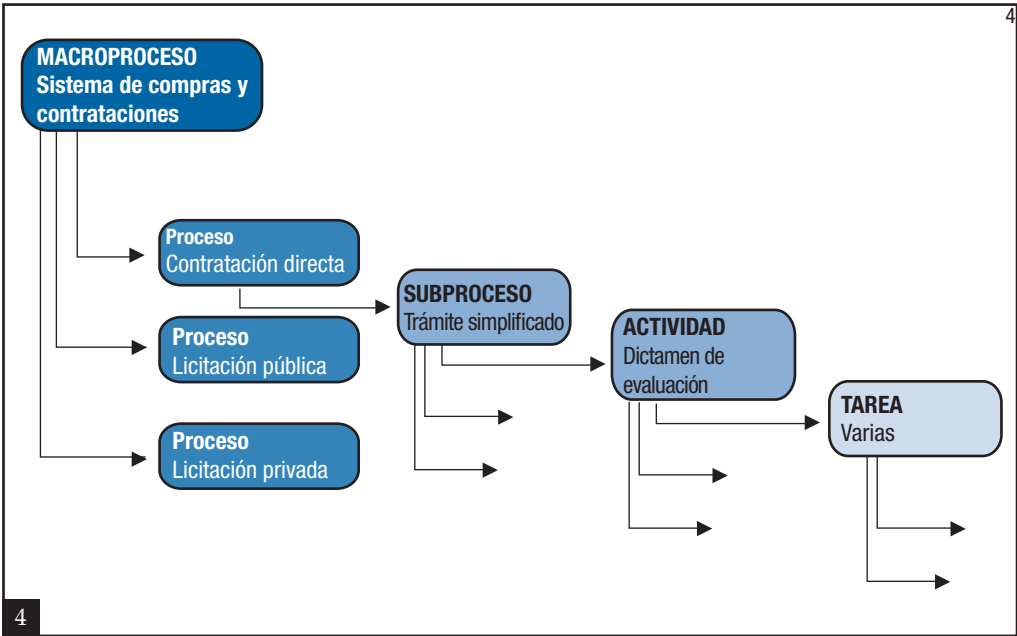 4
MACROPROCESO
Sistema de compras y
contrataciones
Proceso
Contratación directa
SUBPROCESO
Trámite simplificado
Proceso
Licitación pública
ACTIVIDAD
Dictamen de
evaluación
TAREA
Varias
Proceso
Licitación privada
4